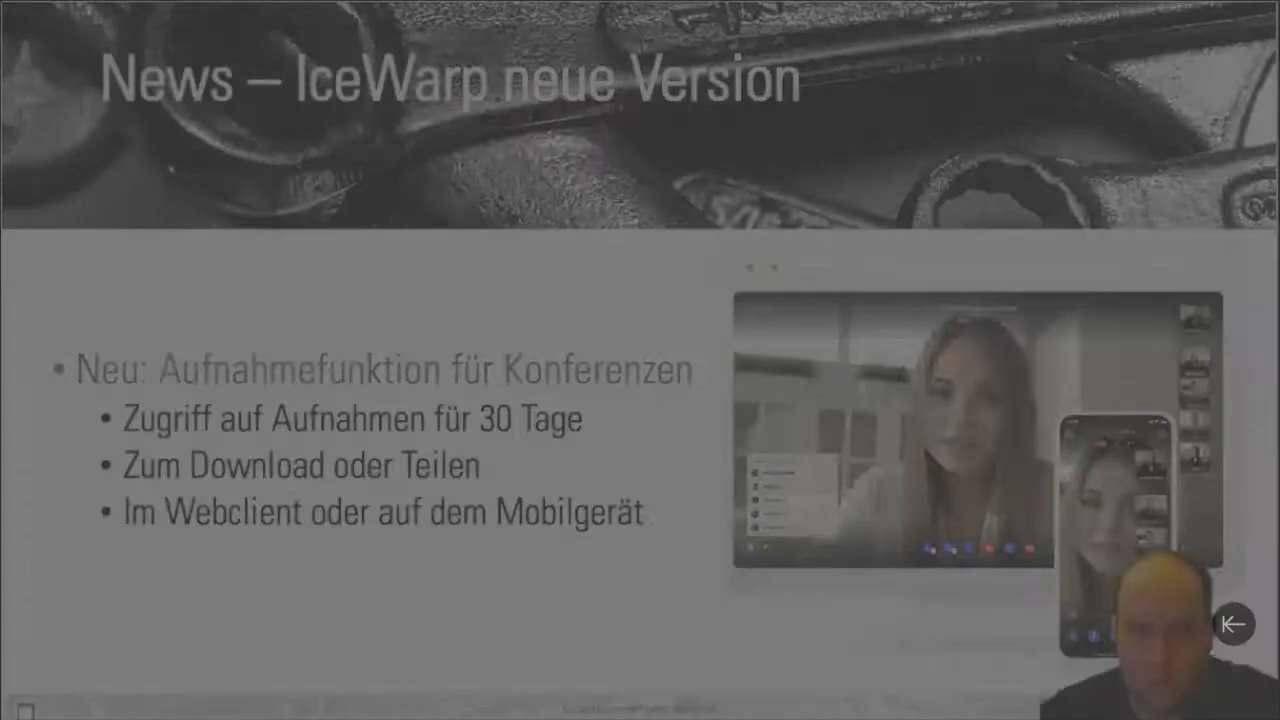 News – IceWarp neue Version
• Neu: Aufnahmefunktion für Konferenzen
• Zugriff auf Aufnahmen für 30 Tage
• Zum Download oder Teilen
• Im Webclient oder auf dem Mobilgerät